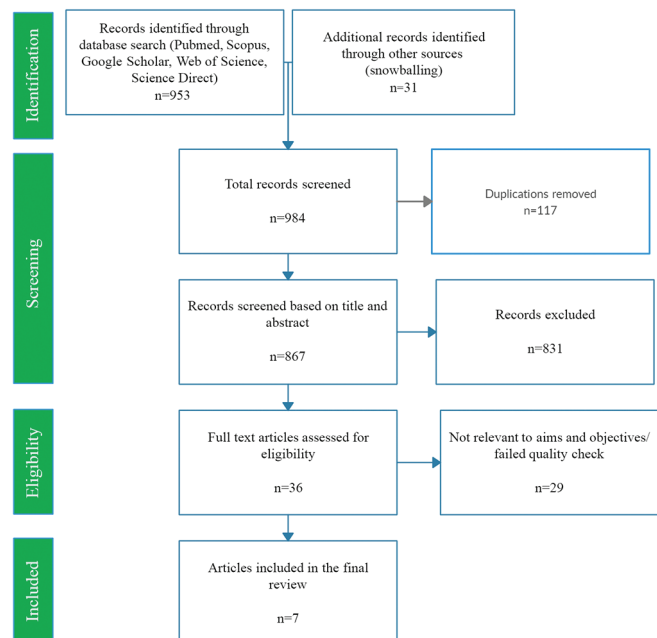 Identification
Records identified through
database search (Pubmed, Scopus,
Google Scholar, Web of Science,
Science Direct)
n=953
Additional records identified
through other sources
(snowballing)
n=31
Screening
Total records screened
n=984
Duplications removed
n=117
Records screened based on title and
abstract
n=867
Records excluded
n=831
Eligibility
Full text articles assessed for
eligibility
n=36
Not relevant to aims and objectives/
failed quality check
n=29
Included
Articles included in the final
review
n=7